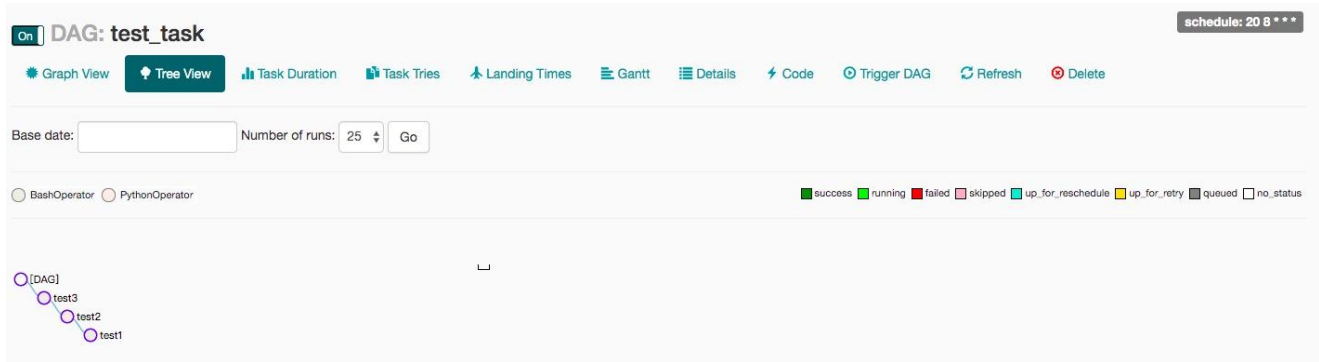 schedule: 20 8 * * *
On DAG: test_task
Graph View Tree View Task Duration Task Tries Landing Times Gantt Details Code Trigger DAG Refresh Delete
Base date: Number of runs: 25 Go
BashOperator PythonOperator success running failed skipped up_for_reschedule up_for_retry queued no_status
[DAG]
test3
test2
test1